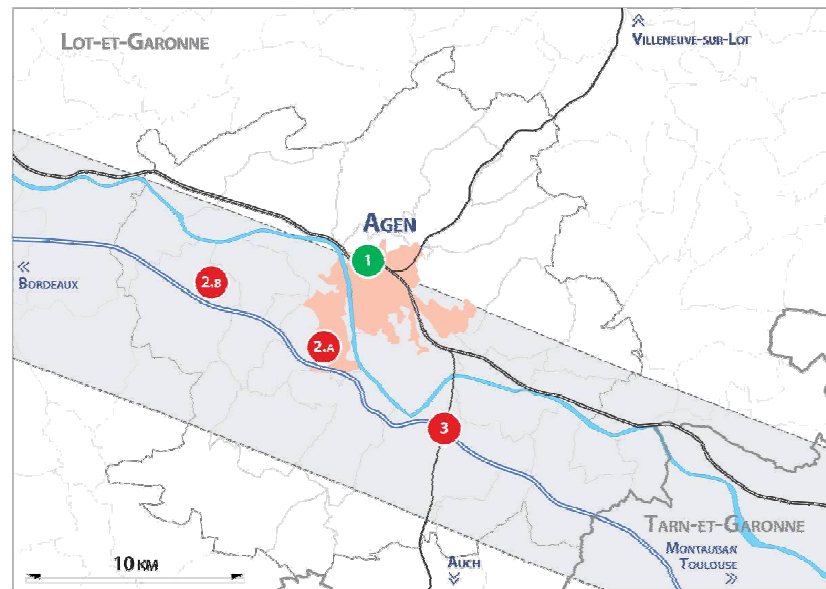 LOT-ET-GARONNE
VILLENEUVE-SUR-LOT
AGEN
1
BORDEAUX
2.B
2.A
3
TARN-ET-GARONNE
MONTAUBAN
TOULOUSE
10 KM
AUCH